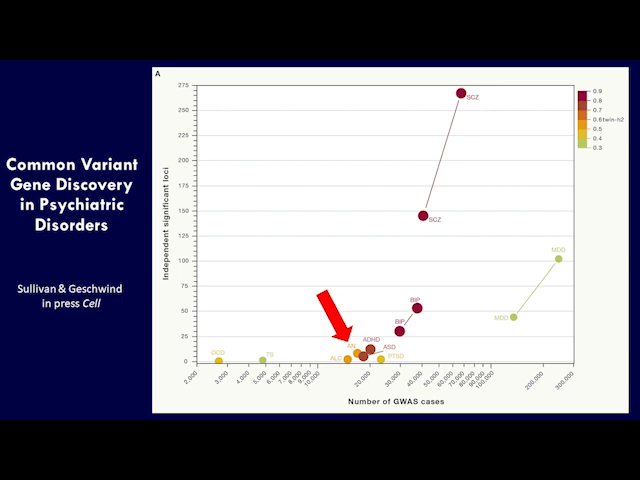 Common Variant
Gene Discovery
in Psychiatric
Disorders
Sullivan & Geschwind
in press Cell
A
Independent significant loci
275
250
225
200
175
150
125
100
75
50
25
0
SCZ
SCZ
MDD
MDD
BIP
BIP
ADHD
AN
ASD
ALC
PTSD
OCD
TS
2,000
3,000
4,000
5,000
6,000
7,000
8,000
9,000
10,000
20,000
30,000
40,000
50,000
60,000
70,000
80,000
90,000
100,000
200,000
300,000
Number of GWAS cases
0.9
0.8
0.7
0.6twin-h2
0.5
0.4
0.3